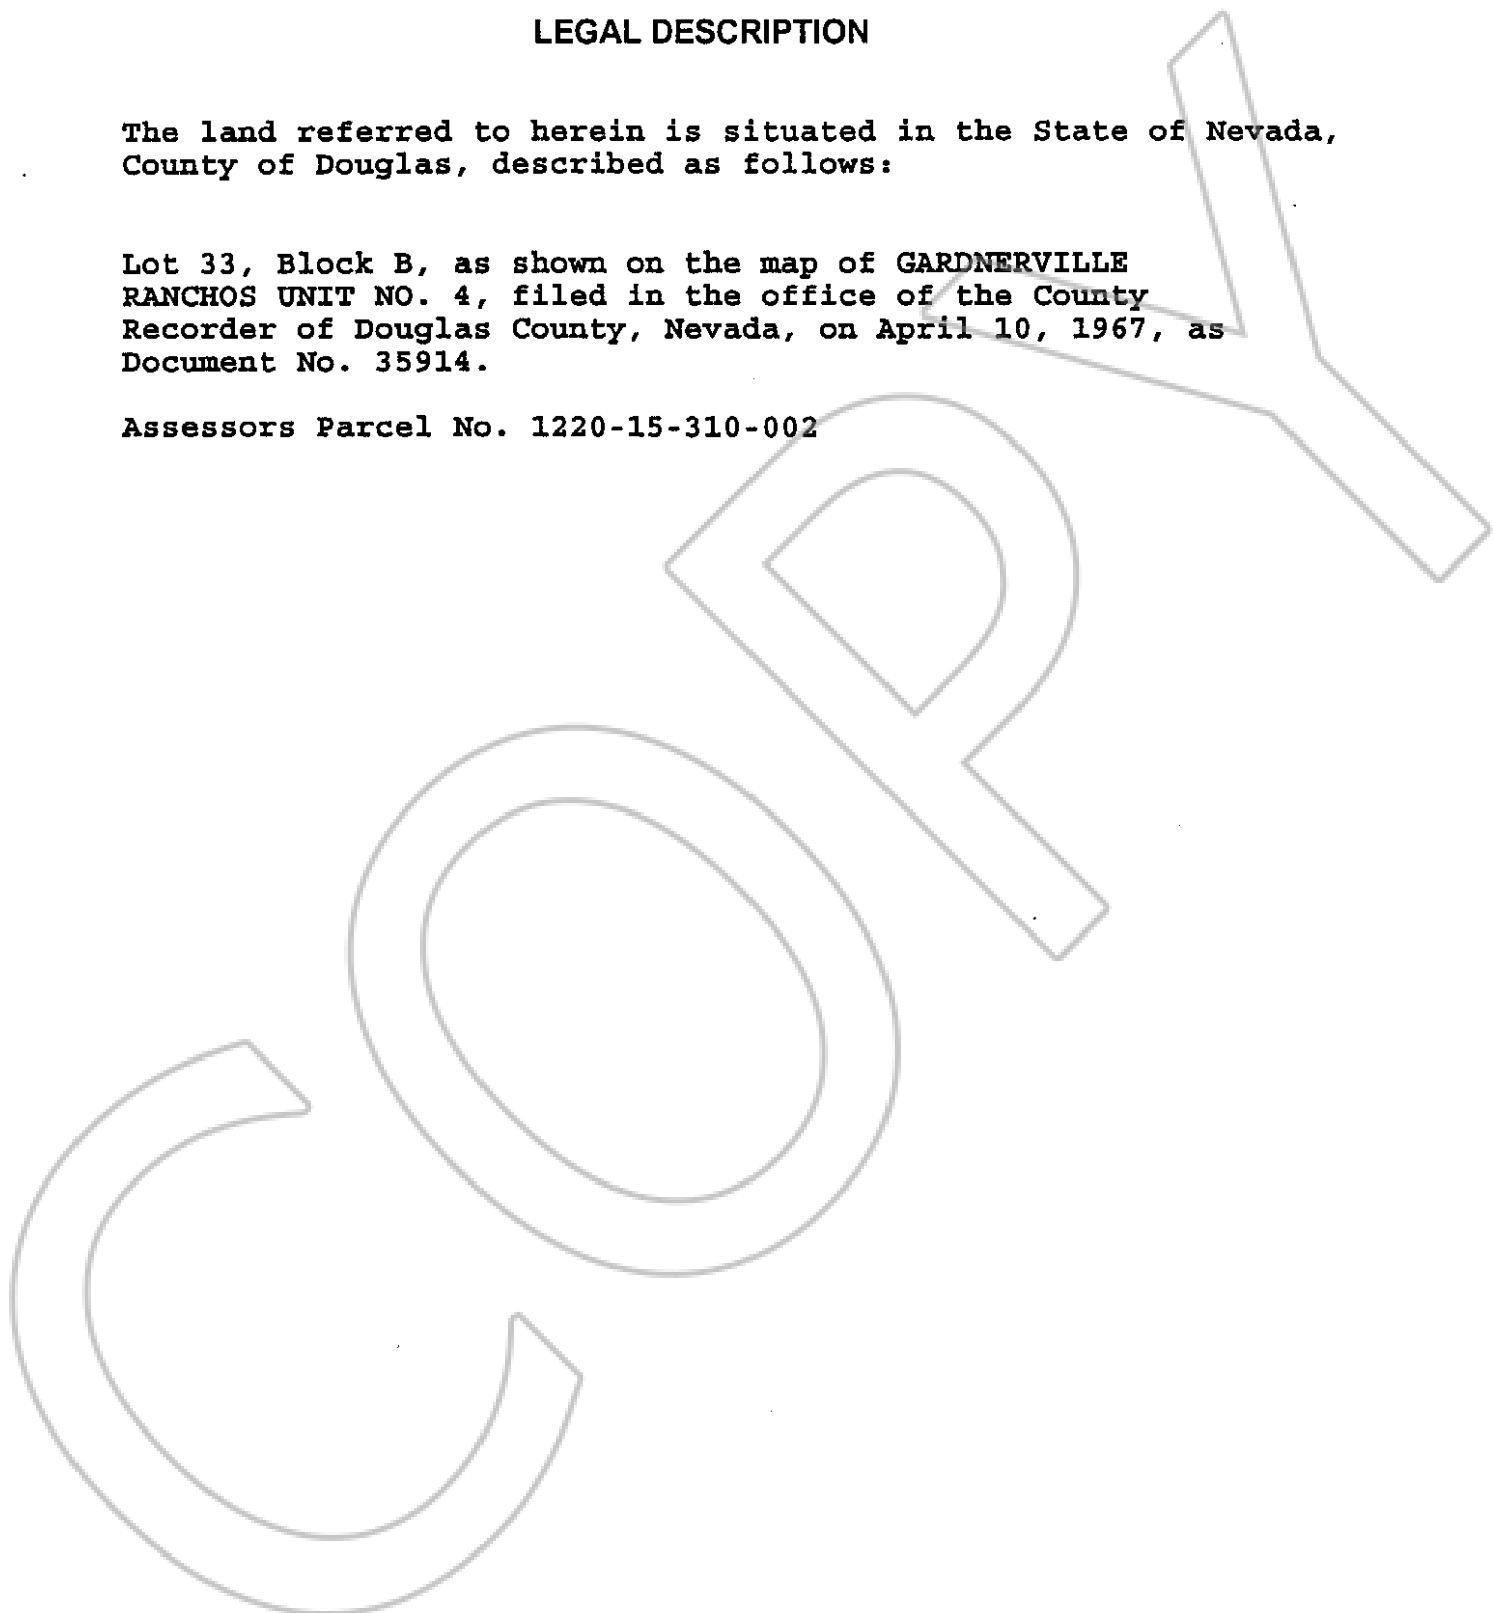 LEGAL DESCRIPTION
The land referred to herein is situated in the State of Nevada,
County of Douglas, described as follows:
Lot 33, Block B, as shown on the map of GARDNERVILLE
RANCHOS UNIT NO. 4, filed in the office of the County
Recorder of Douglas County, Nevada, on April 10, 1967, as
Document No. 35914.
Assessors Parcel No. 1220-15-310-002
COPY